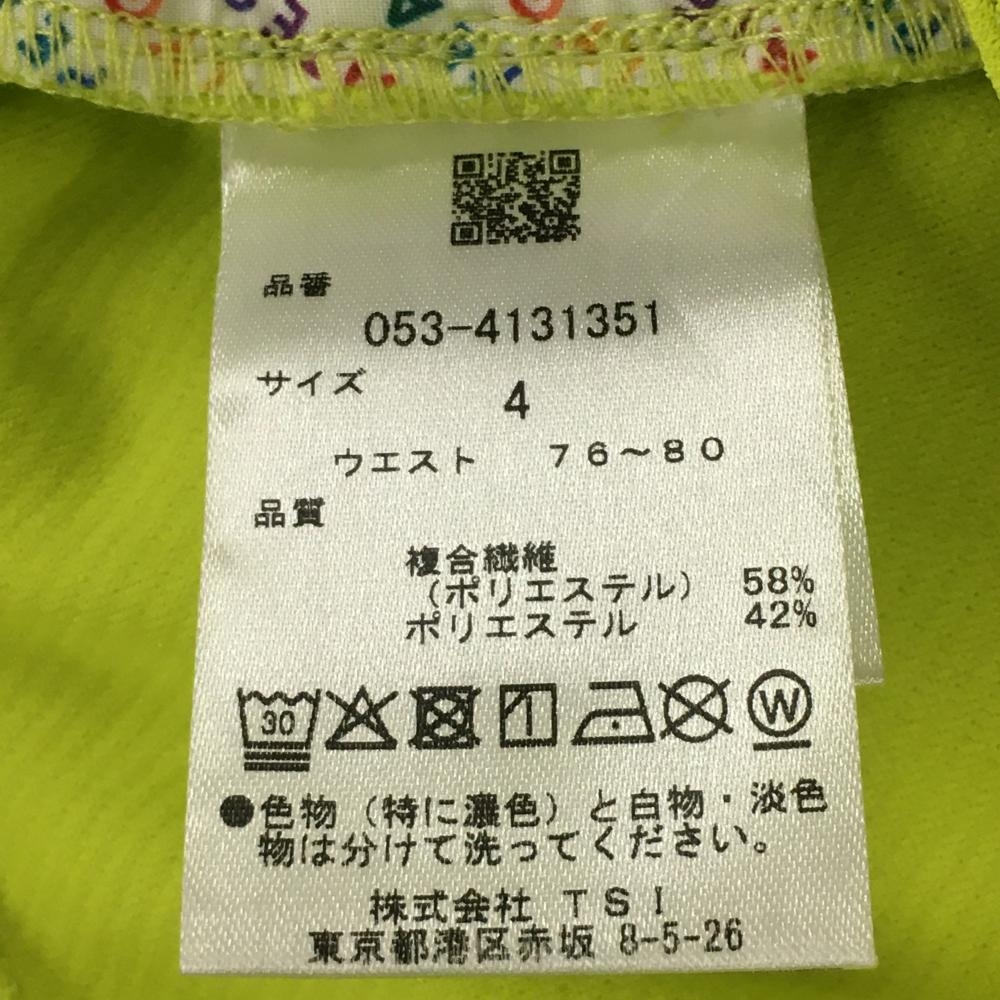 品番
053-4131351
サイズ
4
ウエスト 76~80
品質
複合繊維
(ポリエステル) 58%
ポリエステル 42%
30
W
●色物(特に濃色)と白物・淡色
物は分けて洗ってください。
株式会社 TSI
東京都港区赤坂 8-5-26